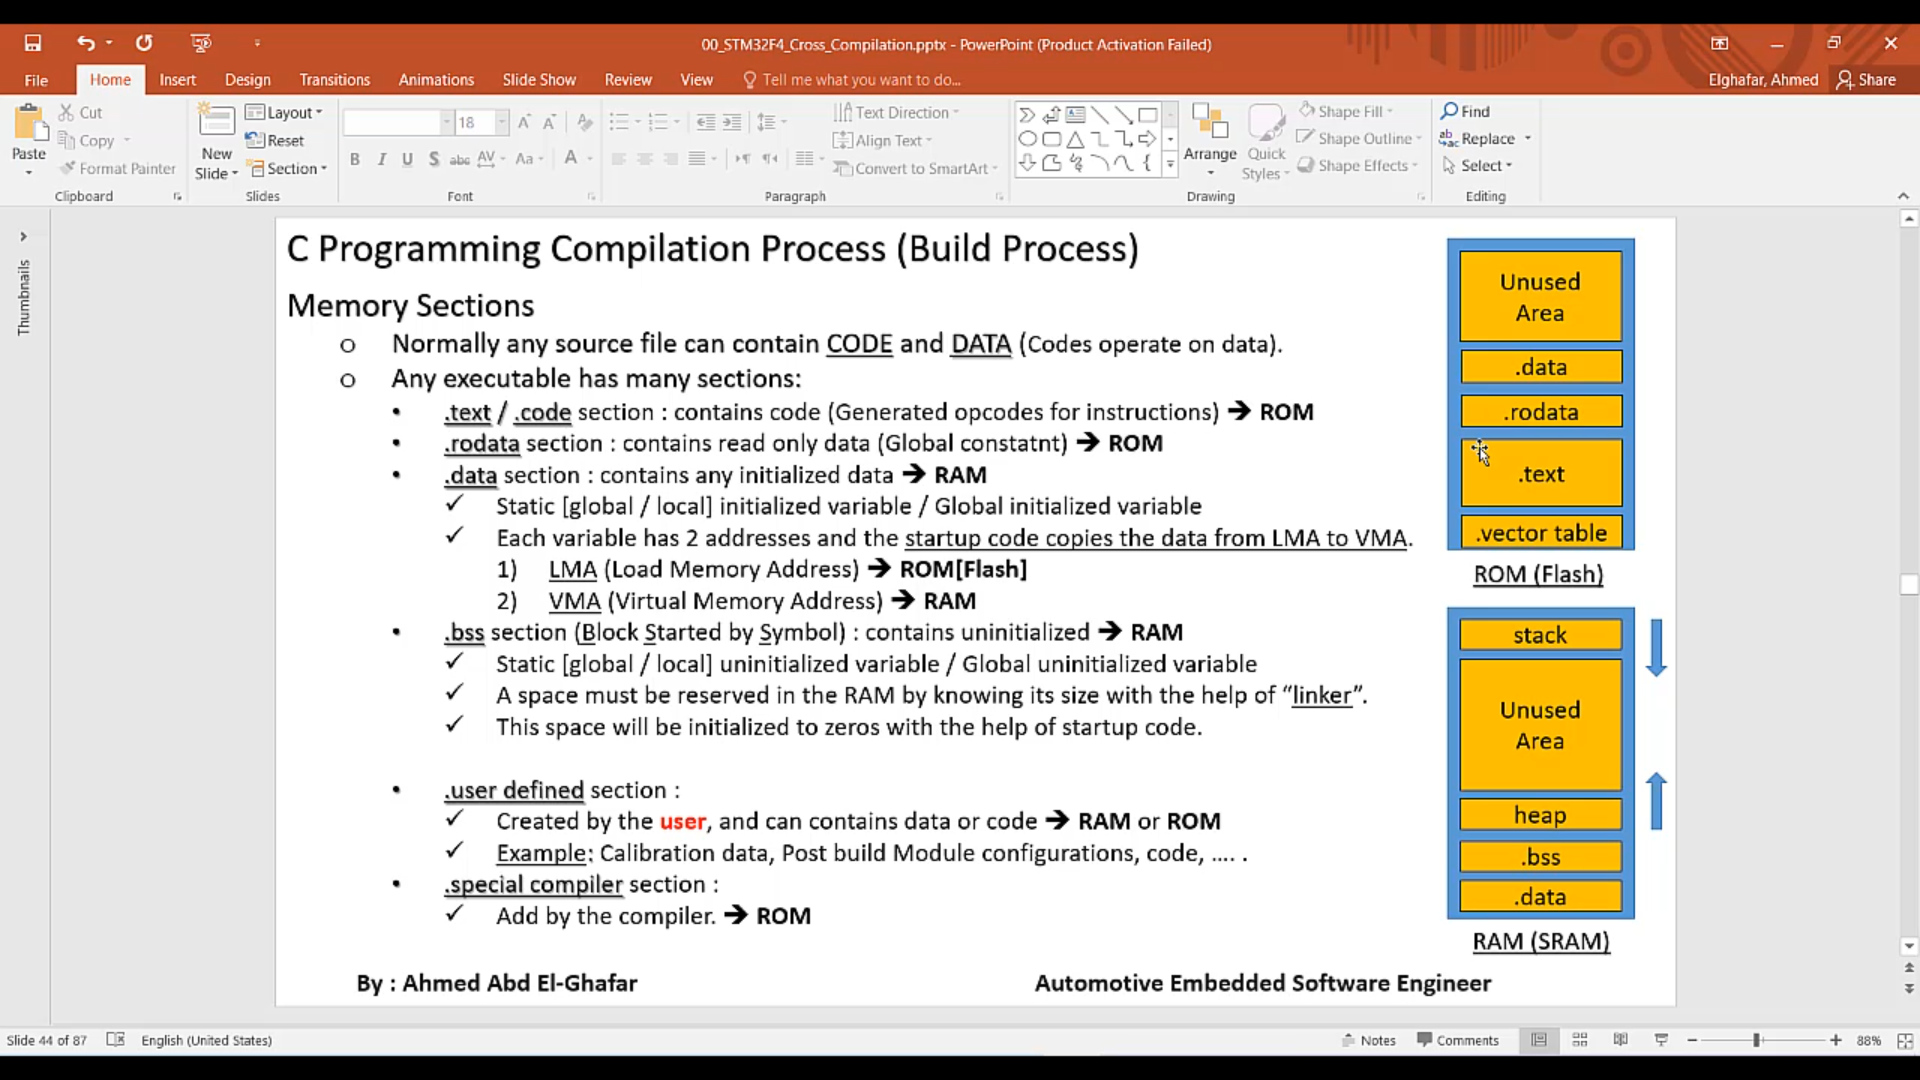 00_STM32F4_Cross_Compilation.pptx - PowerPoint (Product Activation Failed)
File Home Insert Design Transitions Animations Slide Show Review View Tell me what you want to do... Elghafar, Ahmed Share
Paste
Cut
Copy
Format Painter
Clipboard
New Slide
Layout
Reset
Section
Slides
18
B I U S abc AV Aa A
Font
Text Direction
Align Text
Convert to SmartArt
Paragraph
Arrange
Quick Styles
Shape Fill
Shape Outline
Shape Effects
Drawing
Find
Replace
Select
Editing
Thumbnails
C Programming Compilation Process (Build Process)
Memory Sections
o Normally any source file can contain CODE and DATA (Codes operate on data).
o Any executable has many sections:
• .text / .code section : contains code (Generated opcodes for instructions) ➔ ROM
• .rodata section : contains read only data (Global constatnt) ➔ ROM
• .data section : contains any initialized data ➔ RAM
✓ Static [global / local] initialized variable / Global initialized variable
✓ Each variable has 2 addresses and the startup code copies the data from LMA to VMA.
1) LMA (Load Memory Address) ➔ ROM[Flash]
2) VMA (Virtual Memory Address) ➔ RAM
• .bss section (Block Started by Symbol) : contains uninitialized ➔ RAM
✓ Static [global / local] uninitialized variable / Global uninitialized variable
✓ A space must be reserved in the RAM by knowing its size with the help of “linker”.
✓ This space will be initialized to zeros with the help of startup code.
• .user defined section :
✓ Created by the user, and can contains data or code ➔ RAM or ROM
✓ Example: Calibration data, Post build Module configurations, code, .... .
• .special compiler section :
✓ Add by the compiler. ➔ ROM
Unused
Area
.data
.rodata
.text
.vector table
ROM (Flash)
stack
Unused
Area
heap
.bss
.data
RAM (SRAM)
By : Ahmed Abd El-Ghafar Automotive Embedded Software Engineer
Slide 44 of 87 English (United States) Notes Comments 88%